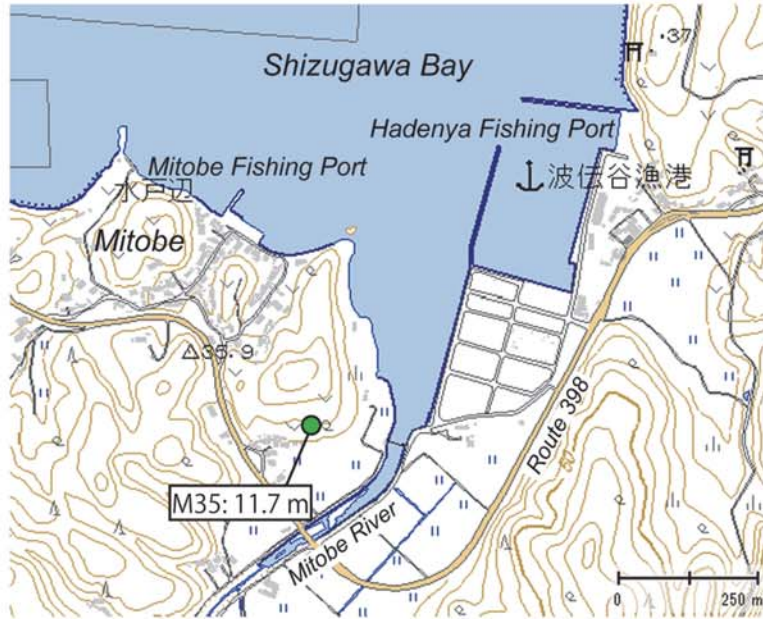 37
Shizugawa Bay
Hadenya Fishing Port
波伝谷漁港
Mitobe Fishing Port
水戸辺
Mitobe
35.9
M35: 11.7 m
Route 398
50
Mitobe River
0 250 m